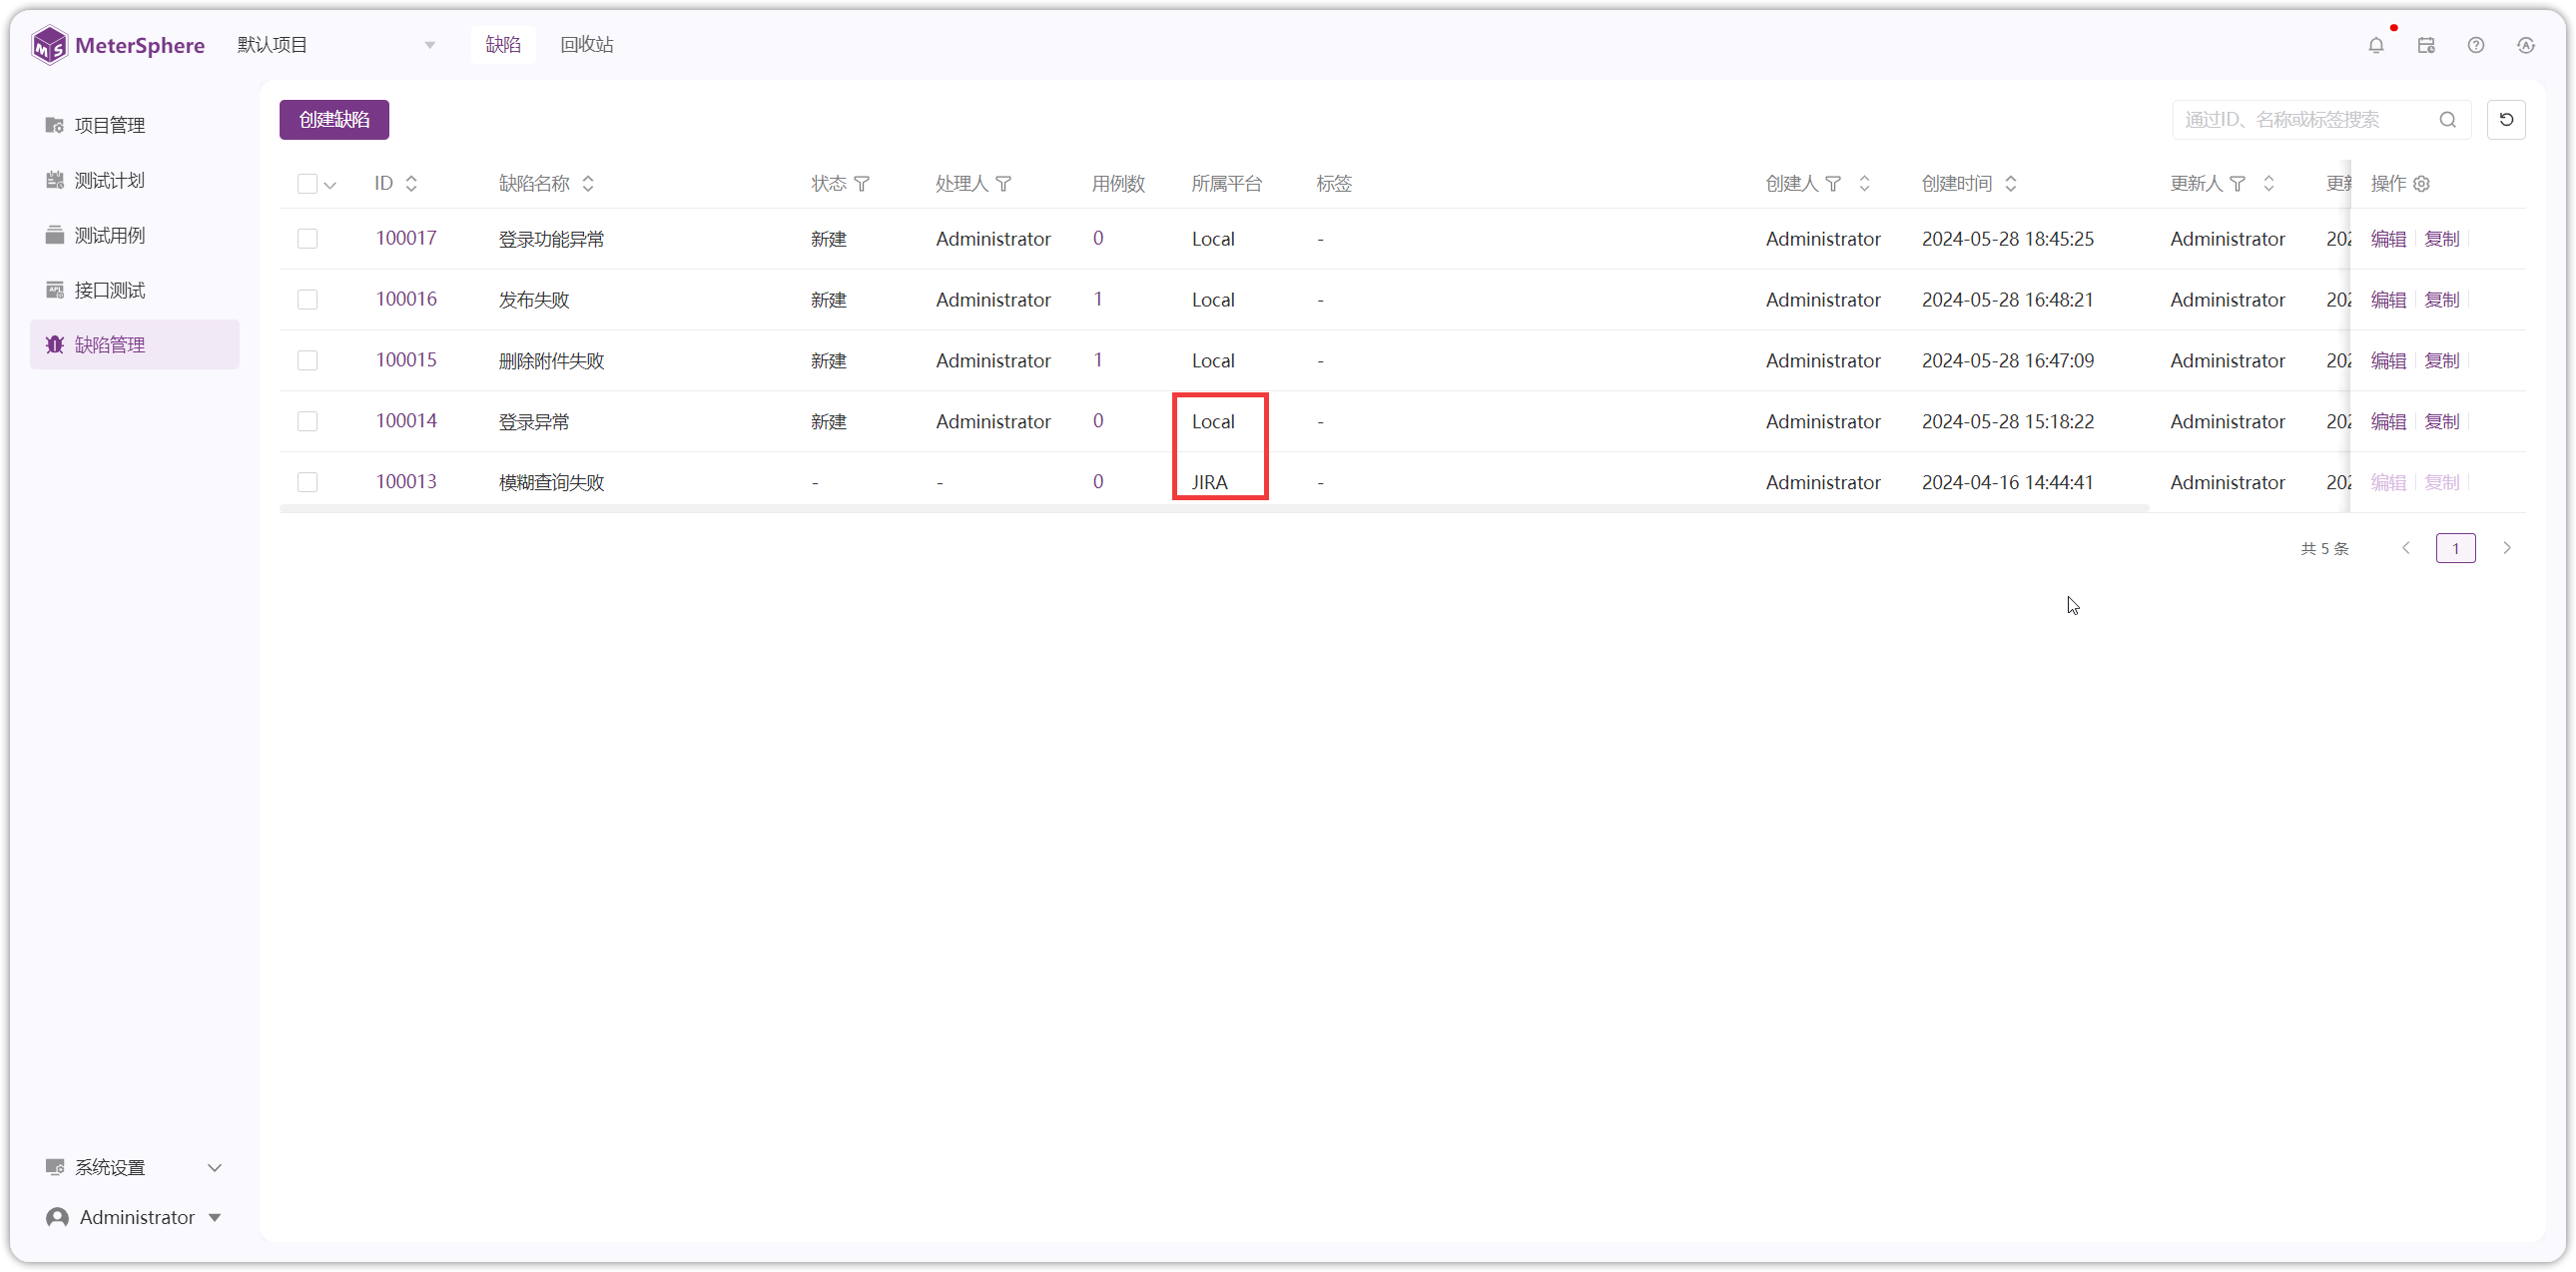 MeterSphere 默认项目 缺陷 回收站
项目管理
测试计划
测试用例
接口测试
缺陷管理
创建缺陷 通过ID、名称或标签搜索
ID 缺陷名称 状态 处理人 用例数 所属平台 标签 创建人 创建时间 更新人 操作
100017 登录功能异常 新建 Administrator 0 Local - Administrator 2024-05-28 18:45:25 Administrator 202 编辑 复制
100016 发布失败 新建 Administrator 1 Local - Administrator 2024-05-28 16:48:21 Administrator 202 编辑 复制
100015 删除附件失败 新建 Administrator 1 Local - Administrator 2024-05-28 16:47:09 Administrator 202 编辑 复制
100014 登录异常 新建 Administrator 0 Local - Administrator 2024-05-28 15:18:22 Administrator 202 编辑 复制
100013 模糊查询失败 - - 0 JIRA - Administrator 2024-04-16 14:44:41 Administrator 202 编辑 复制
共 5 条 1
系统设置
Administrator